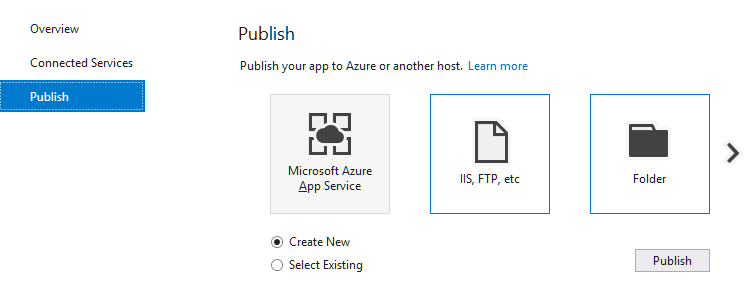 Overview
Connected Services
Publish
Publish
Publish your app to Azure or another host. Learn more
Microsoft Azure
App Service
IIS, FTP, etc
Folder
Create New
Select Existing
Publish